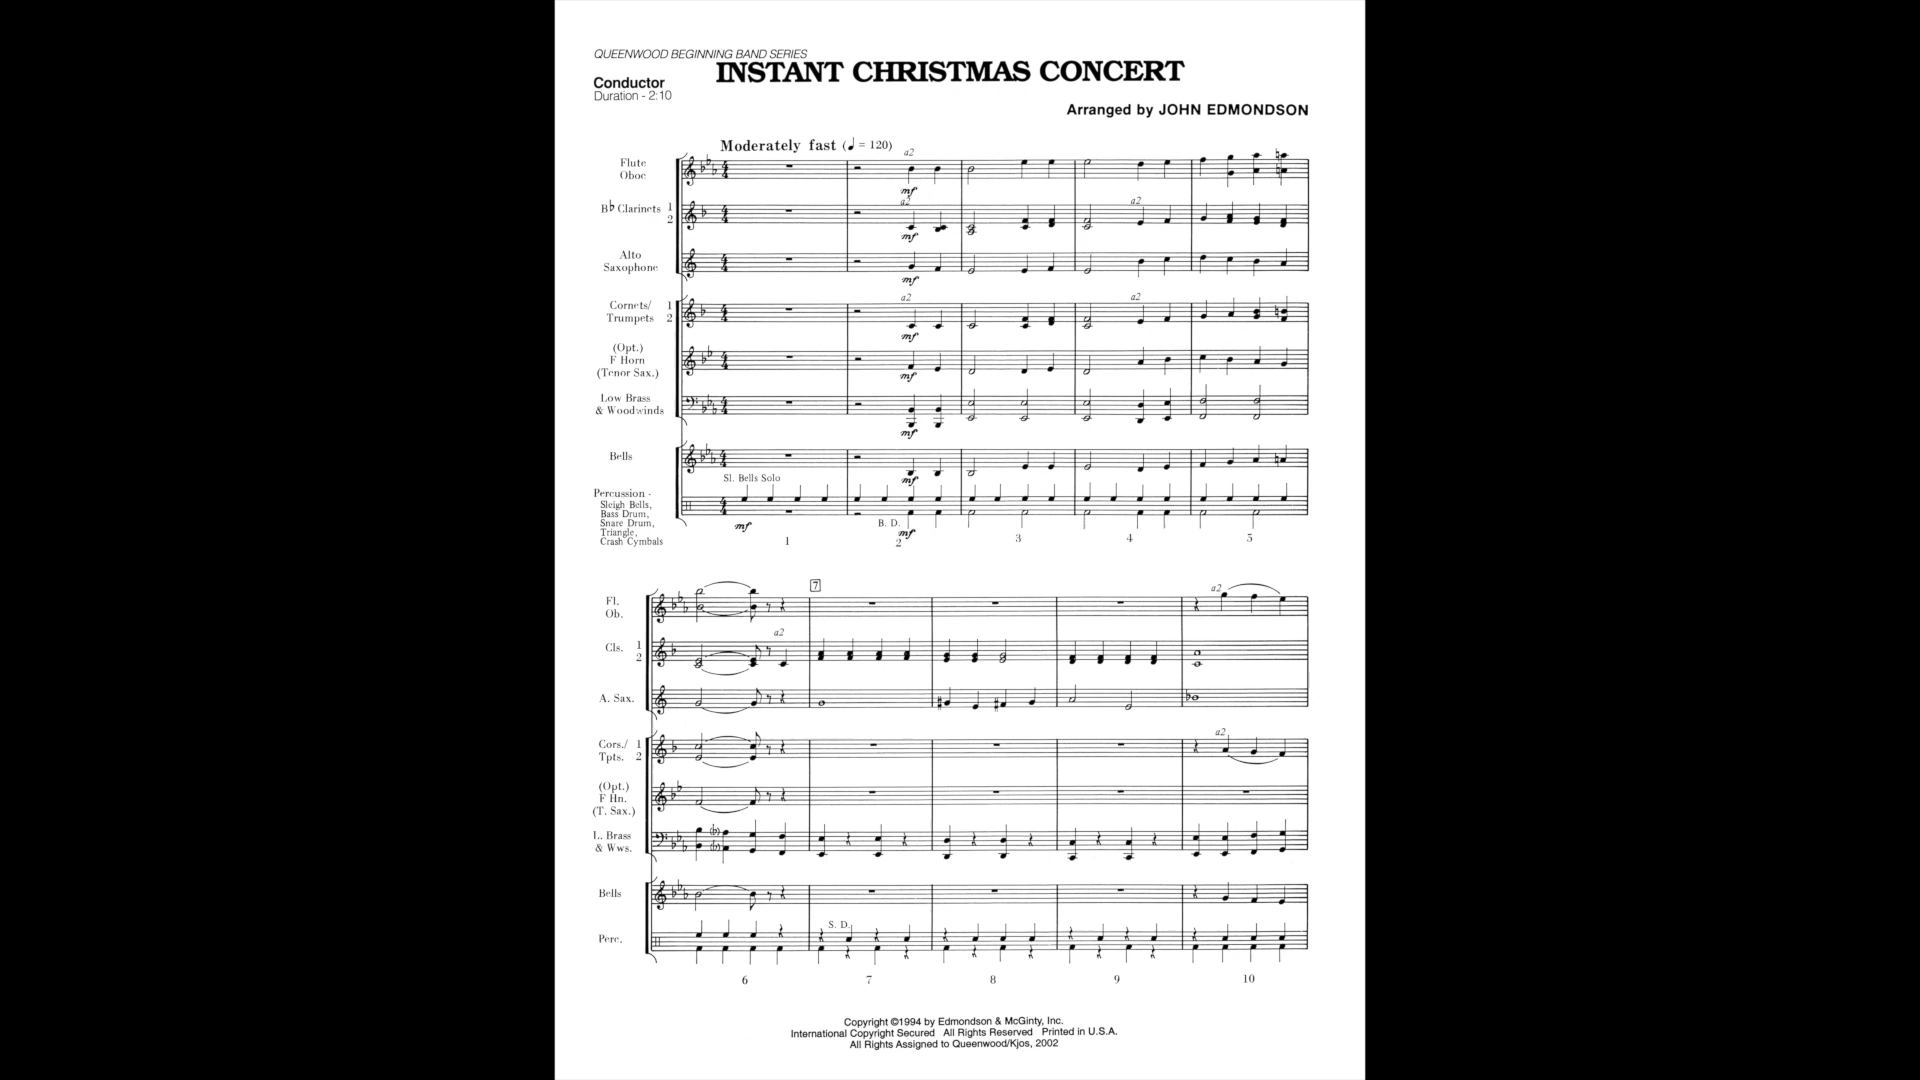 QUEENWOOD BEGINNING BAND SERIES
INSTANT CHRISTMAS CONCERT
Conductor
Duration - 2:10
Arranged by JOHN EDMONDSON
Moderately fast (♩ = 120)
Flute
Oboe
a2
mf
B♭ Clarinets 1
2
a2
a2
mf
Alto
Saxophone
mf
Cornets/ 1
Trumpets 2
a2
a2
mf
(Opt.)
F Horn
(Tenor Sax.)
mf
Low Brass
& Woodwinds
mf
Bells
mf
Sl. Bells Solo
Percussion -
Sleigh Bells,
Bass Drum,
Snare Drum,
Triangle,
Crash Cymbals
mf
B. D.
mf
1 2 3 4 5
7
Fl.
Ob.
a2
Cls. 1
2
a2
A. Sax.
Cors./ 1
Tpts. 2
a2
(Opt.)
F Hn.
(T. Sax.)
L. Brass
& Wws.
Bells
S. D.
Perc.
6 7 8 9 10
Copyright ©1994 by Edmondson & McGinty, Inc.
International Copyright Secured All Rights Reserved Printed in U.S.A.
All Rights Assigned to Queenwood/Kjos, 2002